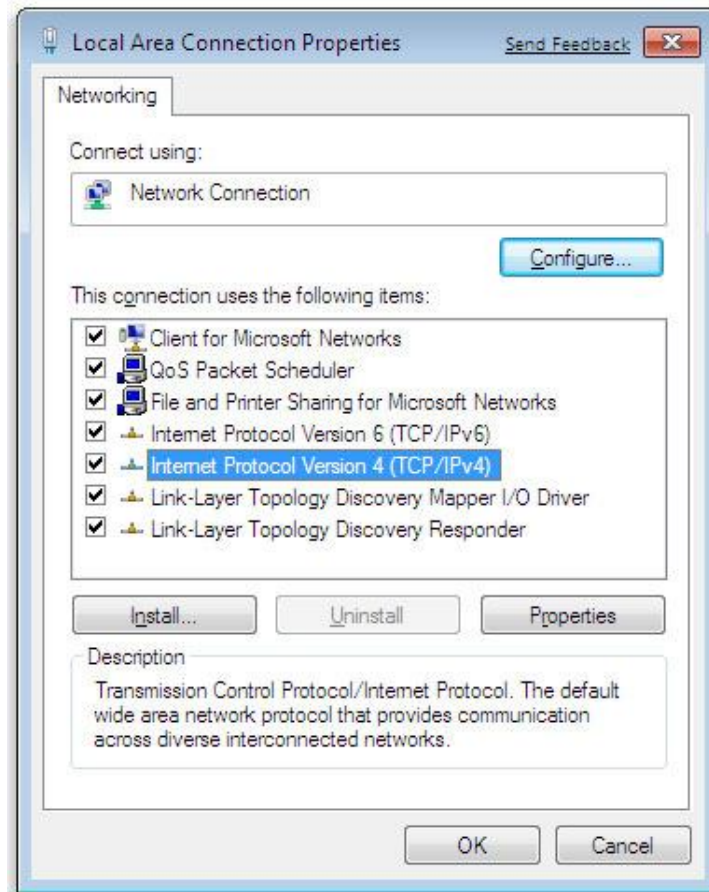 Local Area Connection Properties
Send Feedback
Networking
Connect using:
Network Connection
Configure...
This connection uses the following items:
Client for Microsoft Networks
QoS Packet Scheduler
File and Printer Sharing for Microsoft Networks
Internet Protocol Version 6 (TCP/IPv6)
Internet Protocol Version 4 (TCP/IPv4)
Link-Layer Topology Discovery Mapper I/O Driver
Link-Layer Topology Discovery Responder
Install...
Uninstall
Properties
Description
Transmission Control Protocol/Internet Protocol. The default
wide area network protocol that provides communication
across diverse interconnected networks.
OK
Cancel